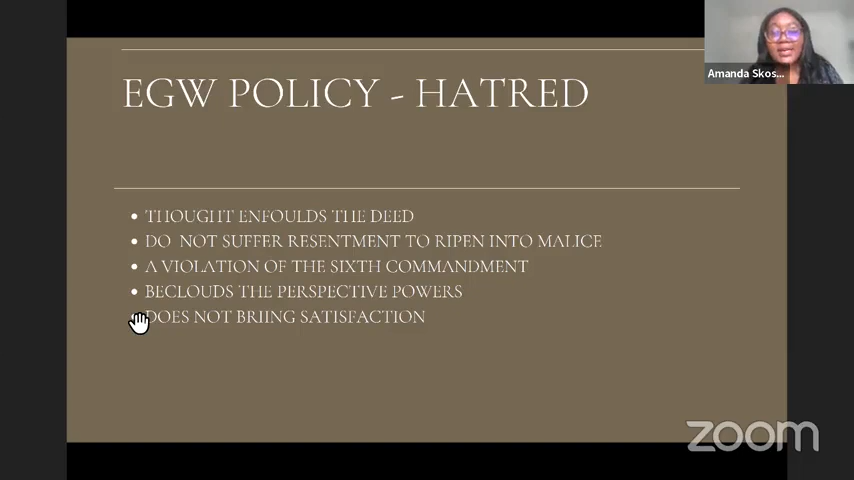 EGW POLICY - HATRED
Amanda Skos...
THOUGHT ENFOULDS THE DEED
DO NOT SUFFER RESENTMENT TO RIPEN INTO MALICE
A VIOLATION OF THE SIXTH COMMANDMENT
BECLOUDS THE PERSPECTIVE POWERS
DOES NOT BRIING SATISFACTION
zoom